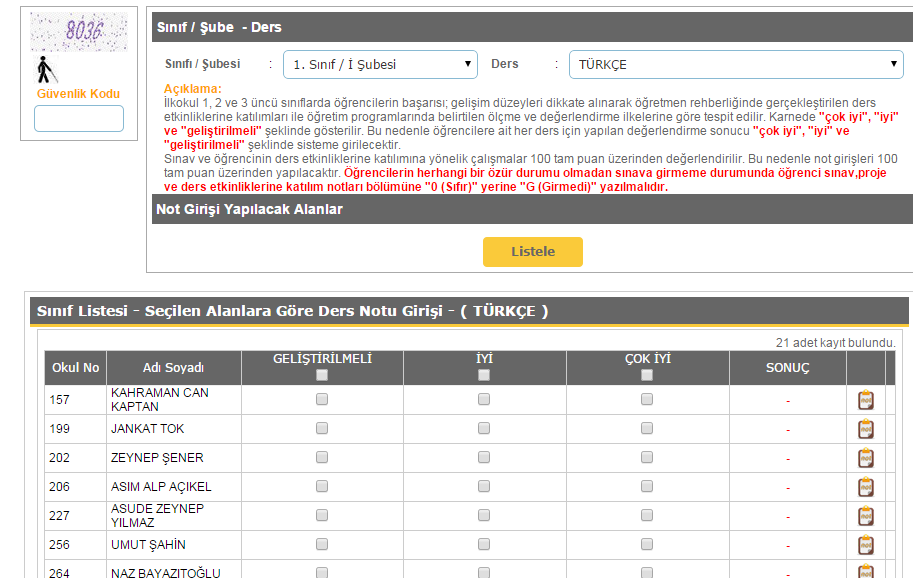 8036
Güvenlik Kodu
Sınıf / Şube - Ders
Sınıfı / Şubesi : 1. Sınıf / İ Şubesi Ders : TÜRKÇE
Açıklama:
İlkokul 1, 2 ve 3 üncü sınıflarda öğrencilerin başarısı; gelişim düzeyleri dikkate alınarak öğretmen rehberliğinde gerçekleştirilen ders
etkinliklerine katılımları ile öğretim programlarında belirtilen ölçme ve değerlendirme ilkelerine göre tespit edilir. Karnede "çok iyi", "iyi"
ve "geliştirilmeli" şeklinde gösterilir. Bu nedenle öğrencilere ait her ders için yapılan değerlendirme sonucu "çok iyi", "iyi" ve
"geliştirilmeli" şeklinde sisteme girilecektir.
Sınav ve öğrencinin ders etkinliklerine katılımına yönelik çalışmalar 100 tam puan üzerinden değerlendirilir. Bu nedenle not girişleri 100
tam puan üzerinden yapılacaktır. Öğrencilerin herhangi bir özür durumu olmadan sınava girmeme durumunda öğrenci sınav,proje
ve ders etkinliklerine katılım notları bölümüne "0 (Sıfır)" yerine "G (Girmedi)" yazılmalıdır.
Not Girişi Yapılacak Alanlar
Listele
Sınıf Listesi - Seçilen Alanlara Göre Ders Notu Girişi - ( TÜRKÇE )
21 adet kayıt bulundu.
Okul No Adı Soyadı GELİŞTİRİLMELİ İYİ ÇOK İYİ SONUÇ
157 KAHRAMAN CAN KAPTAN -
199 JANKAT TOK -
202 ZEYNEP ŞENER -
206 ASIM ALP AÇIKEL -
227 ASUDE ZEYNEP YILMAZ -
256 UMUT ŞAHİN -
264 NAZ BAYAZITOĞLU -